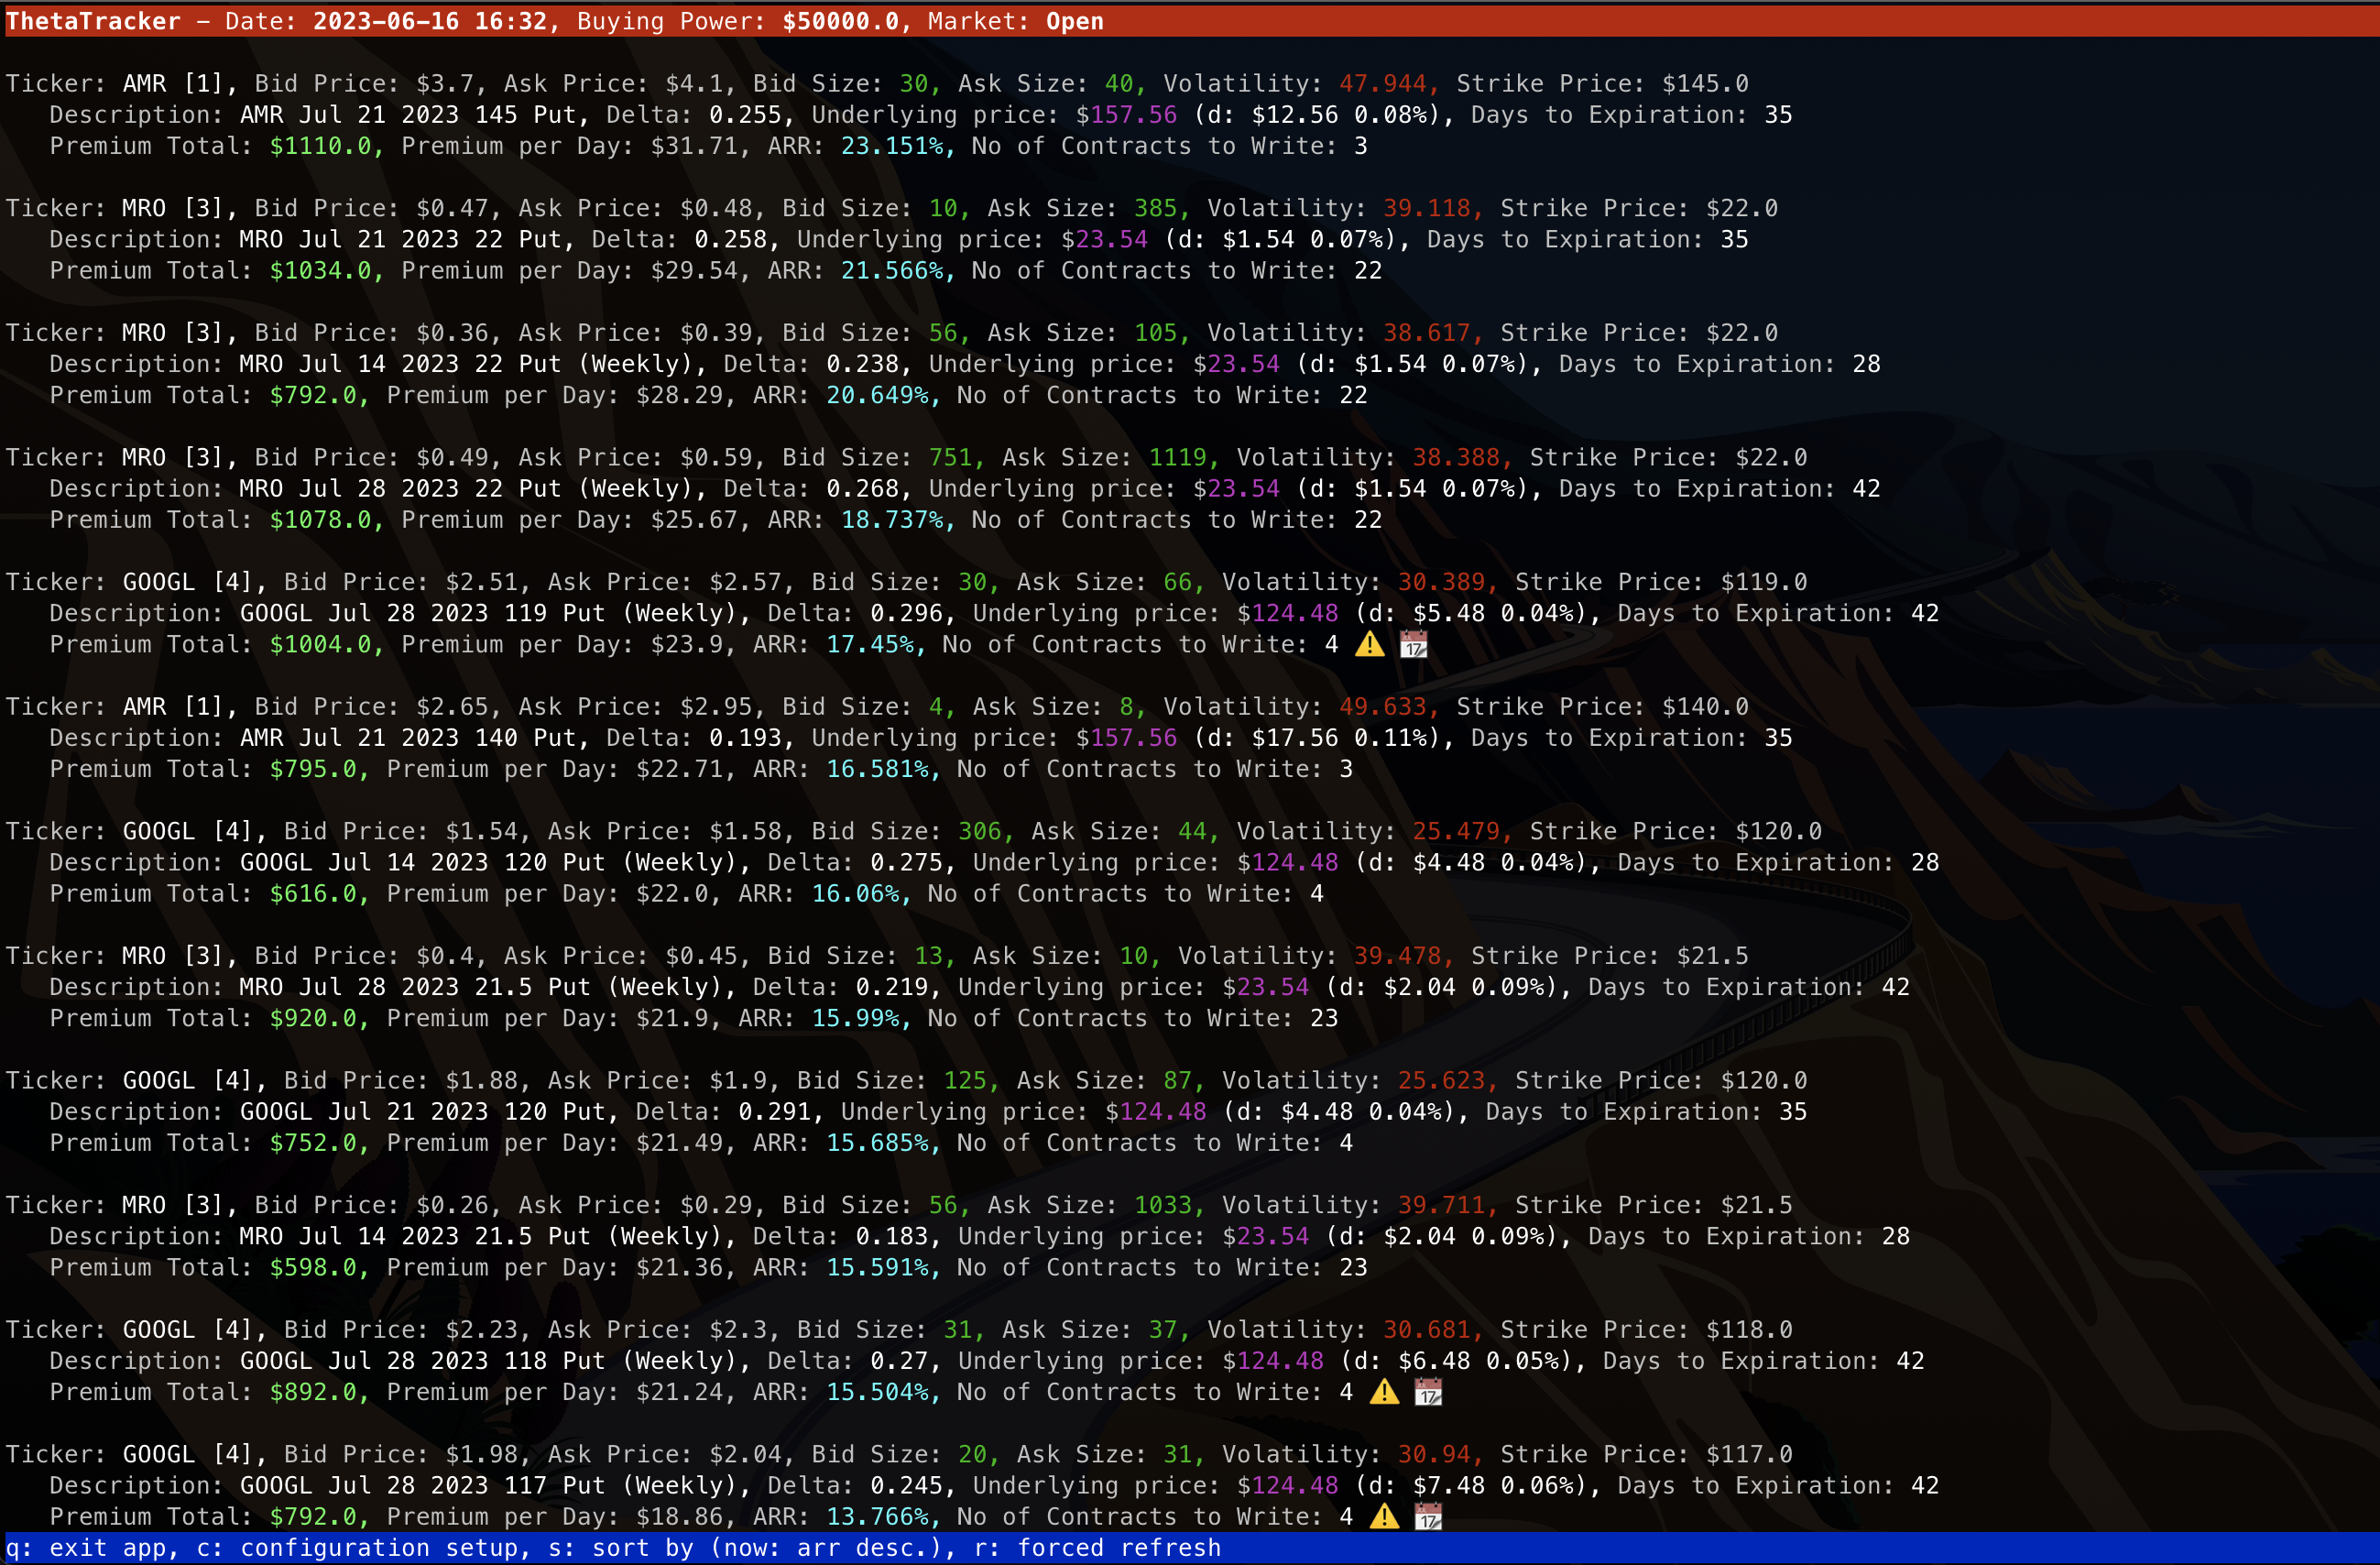 ThetaTracker – Date: 2023-06-16 16:32, Buying Power: $50000.0, Market: Open
Ticker: AMR [1], Bid Price: $3.7, Ask Price: $4.1, Bid Size: 30, Ask Size: 40, Volatility: 47.944, Strike Price: $145.0
Description: AMR Jul 21 2023 145 Put, Delta: 0.255, Underlying price: $157.56 (d: $12.56 0.08%), Days to Expiration: 35
Premium Total: $1110.0, Premium per Day: $31.71, ARR: 23.151%, No of Contracts to Write: 3
Ticker: MRO [3], Bid Price: $0.47, Ask Price: $0.48, Bid Size: 10, Ask Size: 385, Volatility: 39.118, Strike Price: $22.0
Description: MRO Jul 21 2023 22 Put, Delta: 0.258, Underlying price: $23.54 (d: $1.54 0.07%), Days to Expiration: 35
Premium Total: $1034.0, Premium per Day: $29.54, ARR: 21.566%, No of Contracts to Write: 22
Ticker: MRO [3], Bid Price: $0.36, Ask Price: $0.39, Bid Size: 56, Ask Size: 105, Volatility: 38.617, Strike Price: $22.0
Description: MRO Jul 14 2023 22 Put (Weekly), Delta: 0.238, Underlying price: $23.54 (d: $1.54 0.07%), Days to Expiration: 28
Premium Total: $792.0, Premium per Day: $28.29, ARR: 20.649%, No of Contracts to Write: 22
Ticker: MRO [3], Bid Price: $0.49, Ask Price: $0.59, Bid Size: 751, Ask Size: 1119, Volatility: 38.388, Strike Price: $22.0
Description: MRO Jul 28 2023 22 Put (Weekly), Delta: 0.268, Underlying price: $23.54 (d: $1.54 0.07%), Days to Expiration: 42
Premium Total: $1078.0, Premium per Day: $25.67, ARR: 18.737%, No of Contracts to Write: 22
Ticker: GOOGL [4], Bid Price: $2.51, Ask Price: $2.57, Bid Size: 30, Ask Size: 66, Volatility: 30.389, Strike Price: $119.0
Description: GOOGL Jul 28 2023 119 Put (Weekly), Delta: 0.296, Underlying price: $124.48 (d: $5.48 0.04%), Days to Expiration: 42
Premium Total: $1004.0, Premium per Day: $23.9, ARR: 17.45%, No of Contracts to Write: 4 ⚠️ 📆
Ticker: AMR [1], Bid Price: $2.65, Ask Price: $2.95, Bid Size: 4, Ask Size: 8, Volatility: 49.633, Strike Price: $140.0
Description: AMR Jul 21 2023 140 Put, Delta: 0.193, Underlying price: $157.56 (d: $17.56 0.11%), Days to Expiration: 35
Premium Total: $795.0, Premium per Day: $22.71, ARR: 16.581%, No of Contracts to Write: 3
Ticker: GOOGL [4], Bid Price: $1.54, Ask Price: $1.58, Bid Size: 306, Ask Size: 44, Volatility: 25.479, Strike Price: $120.0
Description: GOOGL Jul 14 2023 120 Put (Weekly), Delta: 0.275, Underlying price: $124.48 (d: $4.48 0.04%), Days to Expiration: 28
Premium Total: $616.0, Premium per Day: $22.0, ARR: 16.06%, No of Contracts to Write: 4
Ticker: MRO [3], Bid Price: $0.4, Ask Price: $0.45, Bid Size: 13, Ask Size: 10, Volatility: 39.478, Strike Price: $21.5
Description: MRO Jul 28 2023 21.5 Put (Weekly), Delta: 0.219, Underlying price: $23.54 (d: $2.04 0.09%), Days to Expiration: 42
Premium Total: $920.0, Premium per Day: $21.9, ARR: 15.99%, No of Contracts to Write: 23
Ticker: GOOGL [4], Bid Price: $1.88, Ask Price: $1.9, Bid Size: 125, Ask Size: 87, Volatility: 25.623, Strike Price: $120.0
Description: GOOGL Jul 21 2023 120 Put, Delta: 0.291, Underlying price: $124.48 (d: $4.48 0.04%), Days to Expiration: 35
Premium Total: $752.0, Premium per Day: $21.49, ARR: 15.685%, No of Contracts to Write: 4
Ticker: MRO [3], Bid Price: $0.26, Ask Price: $0.29, Bid Size: 56, Ask Size: 1033, Volatility: 39.711, Strike Price: $21.5
Description: MRO Jul 14 2023 21.5 Put (Weekly), Delta: 0.183, Underlying price: $23.54 (d: $2.04 0.09%), Days to Expiration: 28
Premium Total: $598.0, Premium per Day: $21.36, ARR: 15.591%, No of Contracts to Write: 23
Ticker: GOOGL [4], Bid Price: $2.23, Ask Price: $2.3, Bid Size: 31, Ask Size: 37, Volatility: 30.681, Strike Price: $118.0
Description: GOOGL Jul 28 2023 118 Put (Weekly), Delta: 0.27, Underlying price: $124.48 (d: $6.48 0.05%), Days to Expiration: 42
Premium Total: $892.0, Premium per Day: $21.24, ARR: 15.504%, No of Contracts to Write: 4 ⚠️ 📆
Ticker: GOOGL [4], Bid Price: $1.98, Ask Price: $2.04, Bid Size: 20, Ask Size: 31, Volatility: 30.94, Strike Price: $117.0
Description: GOOGL Jul 28 2023 117 Put (Weekly), Delta: 0.245, Underlying price: $124.48 (d: $7.48 0.06%), Days to Expiration: 42
Premium Total: $792.0, Premium per Day: $18.86, ARR: 13.766%, No of Contracts to Write: 4 ⚠️ 📆
q: exit app, c: configuration setup, s: sort by (now: arr desc.), r: forced refresh